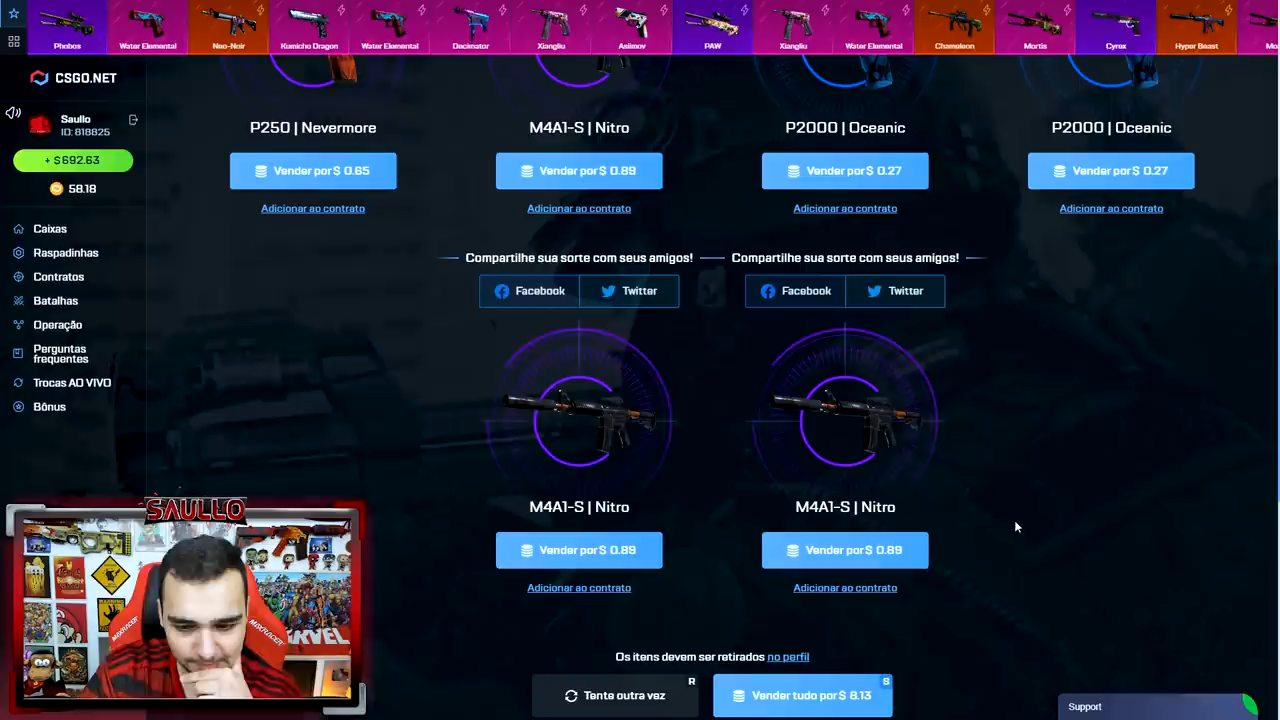 Phobos
Water Elemental
Neo-Noir
Kumicho Dragon
Water Elemental
Decimator
Xiangliu
Asiimov
PAW
Xiangliu
Water Elemental
Chameleon
Mortis
Cyrex
Hyper Beast
CSGO.NET
Saullo
ID: 818825
+ $ 692.63
58.18
Caixas
Raspadinhas
Contratos
Batalhas
Operação
Perguntas
frequentes
Trocas AO VIVO
Bônus
P250 | Nevermore
M4A1-S | Nitro
P2000 | Oceanic
P2000 | Oceanic
Vender por $ 0.65
Vender por $ 0.89
Vender por $ 0.27
Vender por $ 0.27
Adicionar ao contrato
Adicionar ao contrato
Adicionar ao contrato
Adicionar ao contrato
Compartilhe sua sorte com seus amigos!
Compartilhe sua sorte com seus amigos!
Facebook
Twitter
Facebook
Twitter
M4A1-S | Nitro
M4A1-S | Nitro
Vender por $ 0.89
Vender por $ 0.89
Adicionar ao contrato
Adicionar ao contrato
Os itens devem ser retirados no perfil
Tente outra vez
R
Vender tudo por $ 8.13
S
Support
SAULLO
MAXRACER
MAXRACER
MARVEL